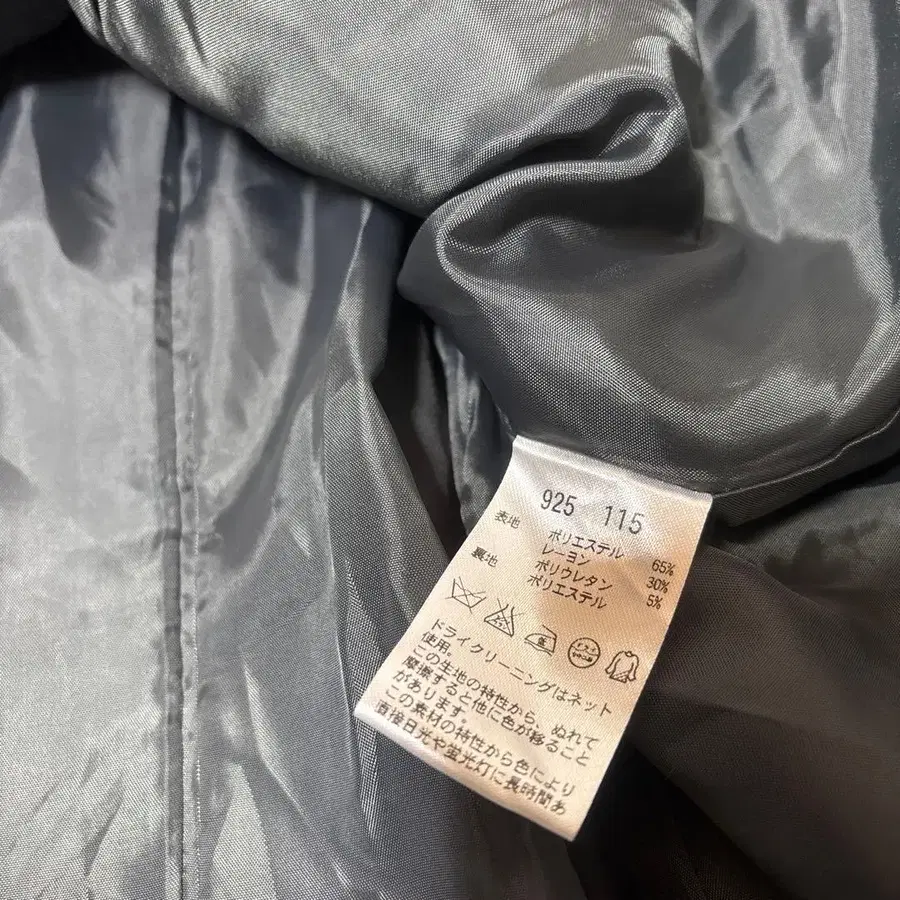 925 115
表地 ポリエステル 65%
レーヨン 30%
ポリウレタン 5%
裏地 ポリエステル
ドライクリーニングはネット
使用。
この生地の特性から、ぬれて
摩擦すると他に色が移ること
があります。
この素材の特性から色により
直接日光や蛍光灯に長時間あ